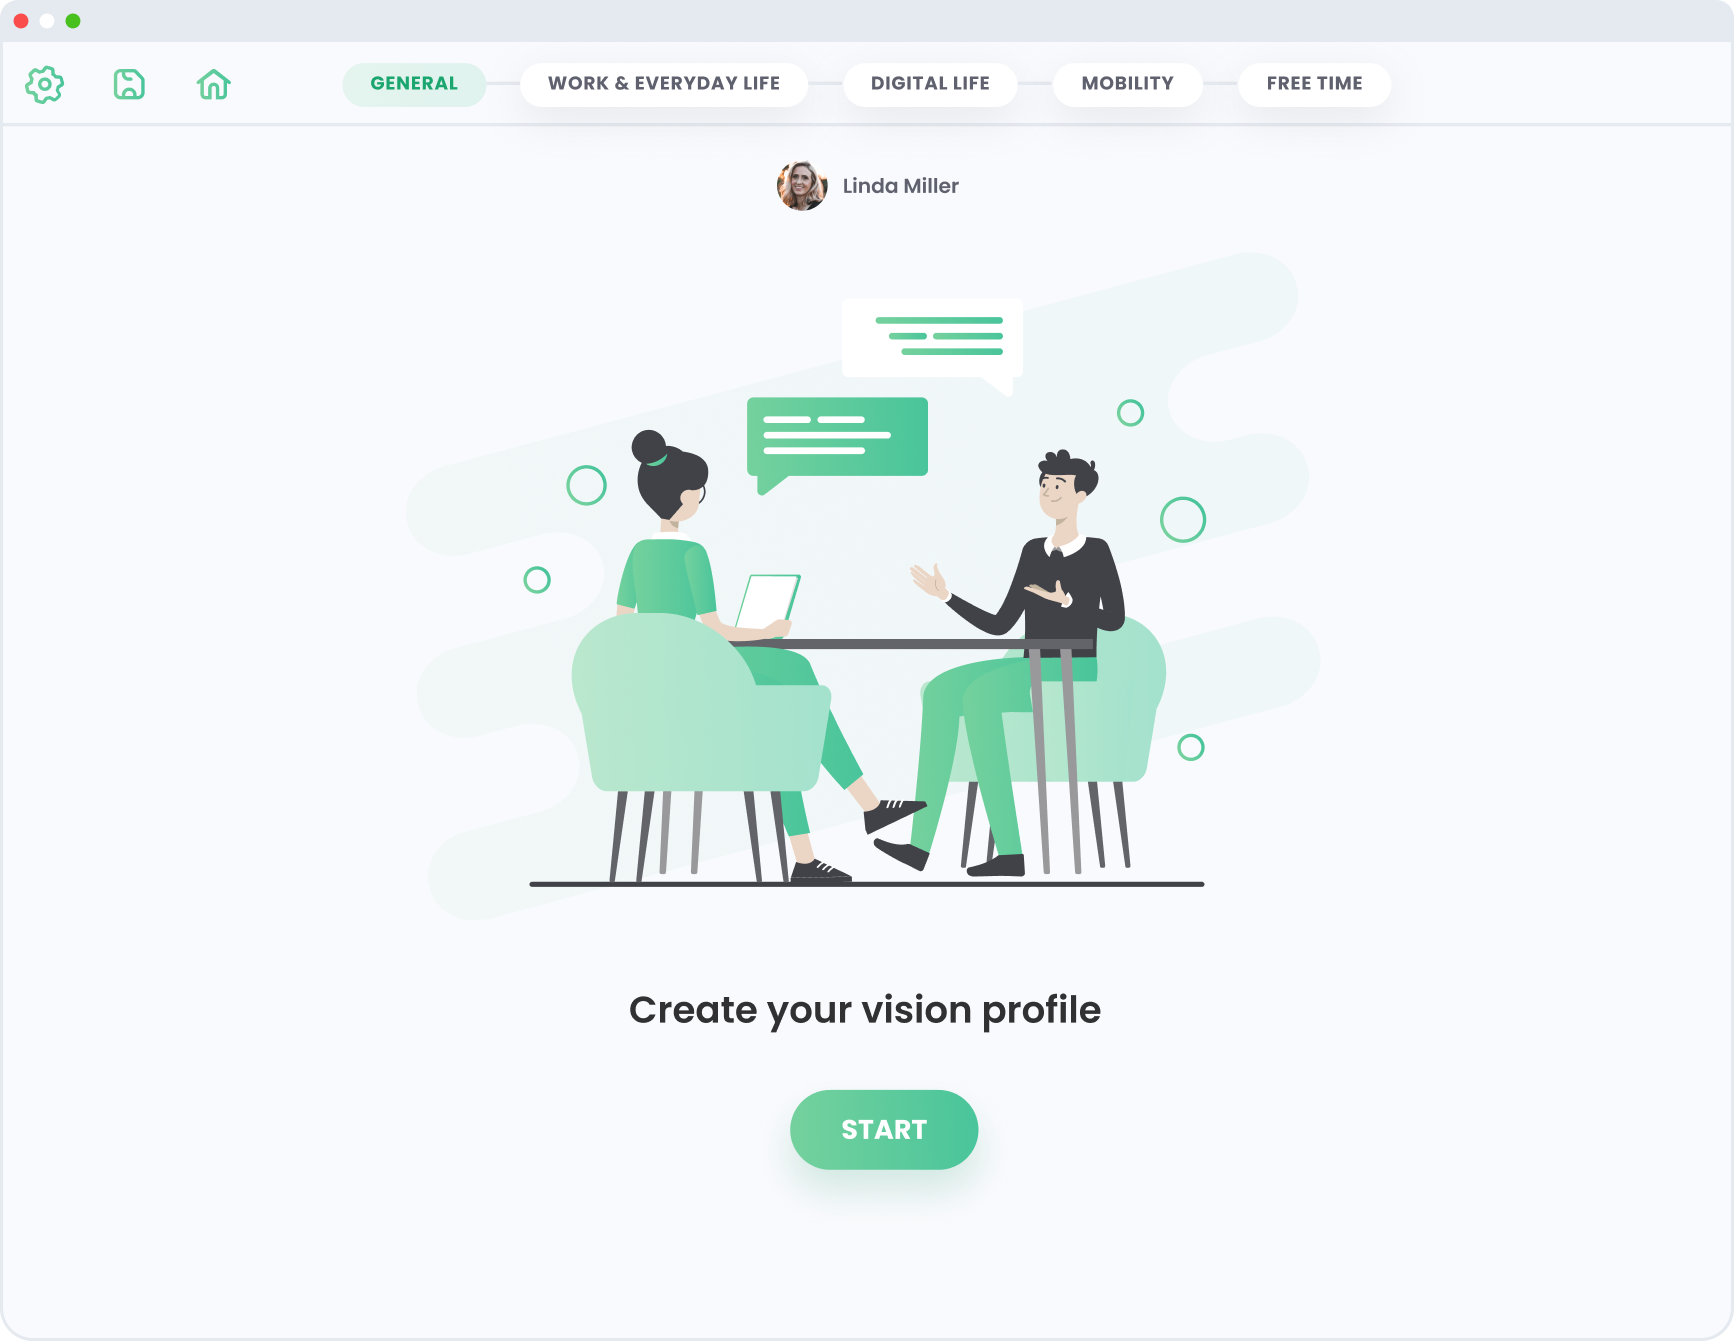 GENERAL
WORK & EVERYDAY LIFE
DIGITAL LIFE
MOBILITY
FREE TIME
Linda Miller
Create your vision profile
START